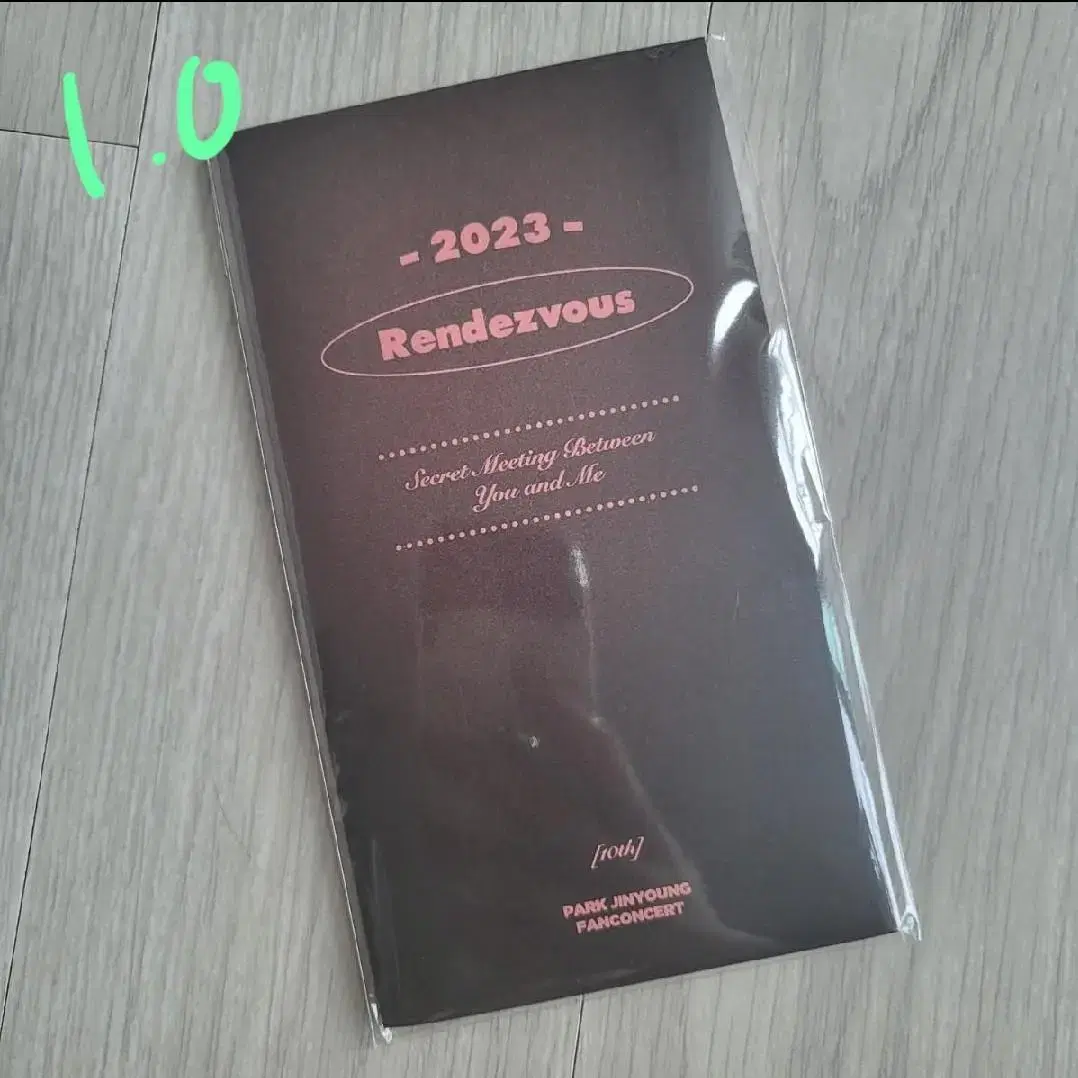 1.0
- 2023 -
Rendezvous
Secret Meeting Between
You and Me
[10th]
PARK JINYOUNG
FANCONCERT